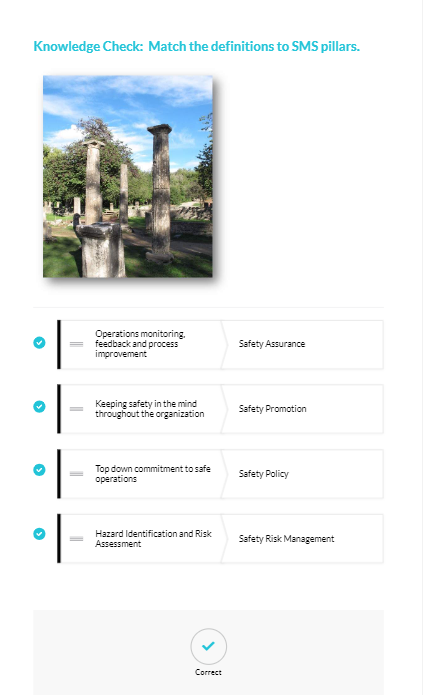 Knowledge Check:  Match the definitions to SMS pillars.
Operations monitoring,
feedback and process
improvement
Safety Assurance
Keeping safety in the mind
throughout the organization
Safety Promotion
Top down commitment to safe
operations
Safety Policy
Hazard Identification and Risk
Assessment
Safety Risk Management
Correct